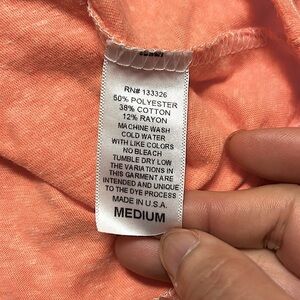 RN# 133326
50% POLYESTER
38% COTTON
12% RAYON
MACHINE WASH
COLD WATER
WITH LIKE COLORS
NO BLEACH
TUMBLE DRY LOW
THE VARIATIONS IN
THIS GARMENT ARE
INTENDED AND UNIQUE
TO THE DYE PROCESS
MADE IN U.S.A.
MEDIUM